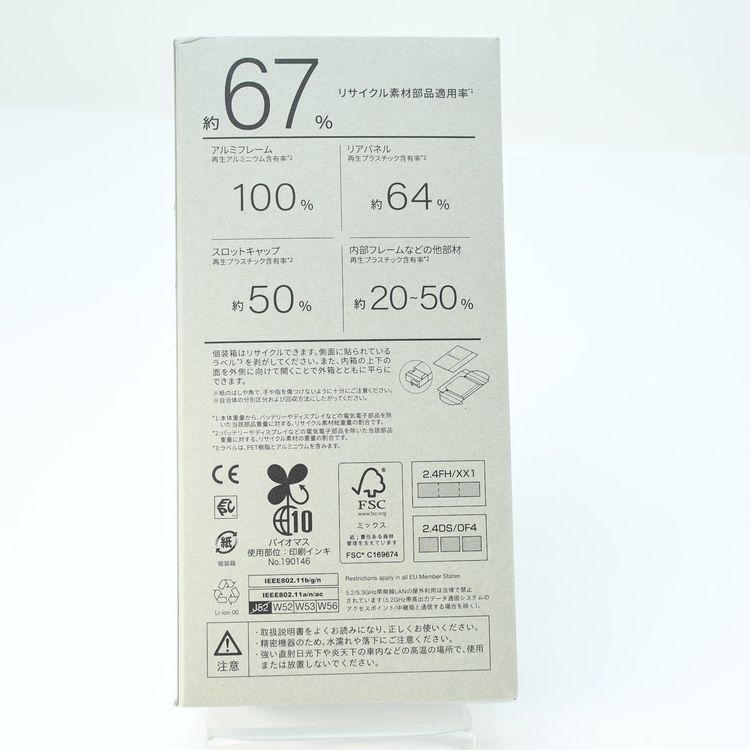 約67% リサイクル素材部品適用率*1
アルミフレーム
再生アルミニウム含有率*2
100%
リアパネル
再生プラスチック含有率*2
約64%
スロットキャップ
再生プラスチック含有率*2
約50%
内部フレームなどの他部材
再生プラスチック含有率*2
約20~50%
個装箱はリサイクルできます。側面に貼られている
ラベル*3 を剥がしてください。また、内箱の上下の
面を外側に向けて開くことで外箱とともに平らに
できます。
※紙のはしや角で、手や指を傷つけないように十分にご注意ください。
※自治体の分別区分および回収方法にしたがってください。
*1:本体重量から、バッテリーやディスプレイなどの電気電子部品を除
いた当該部品重量に対する、リサイクル素材総重量の割合です。
*2:バッテリーやディスプレイなどの電気電子部品を除いた当該部品
重量に対する、リサイクル素材の重量の割合です。
*3:ラベルは、PET樹脂とアルミニウムを含みます。
CE
紙
個装箱
10
バイオマス
使用部位:印刷インキ
No.190146
FSC
www.fsc.org
ミックス
紙|責任ある森林
管理を支えています
FSC® C169674
2.4FH/XX1
2.4DS/OF4
Li-ion 00
IEEE802.11b/g/n
IEEE802.11a/n/ac
J52 W52 W53 W56
Restrictions apply in all EU Member States
5.2/5.3GHz帯無線LANの屋外利用は法律で禁止
されています(5.2GHz帯高出力データ通信システムの
アクセスポイント/中継局と通信する場合を除く)。
注意
・取扱説明書をよくお読みになり、正しくお使いください。
・精密機器のため、水濡れや落下にご注意ください。
・強い直射日光下や炎天下の車内などの高温の場所で、使用
または放置しないでください。